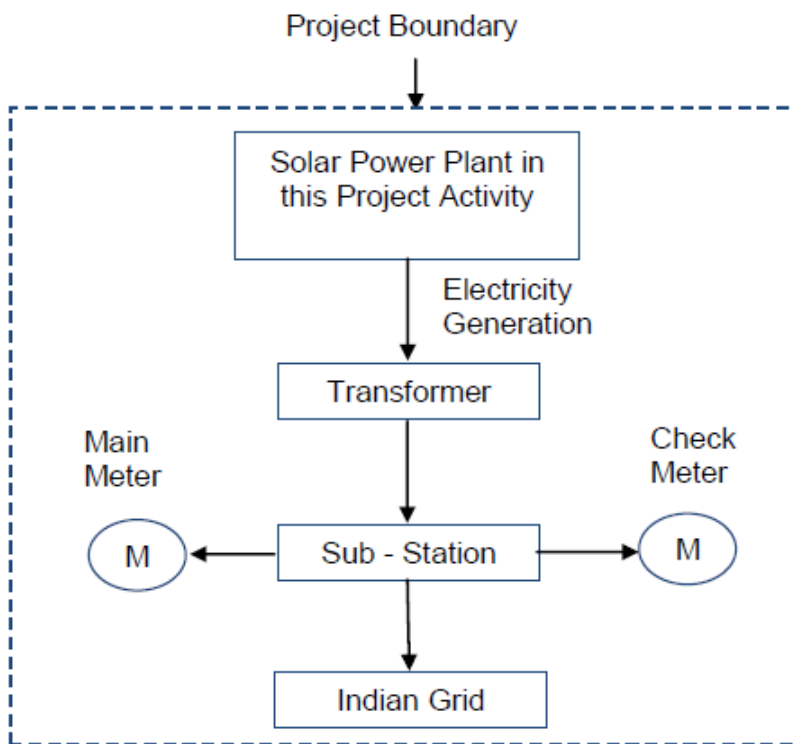 Project Boundary
Solar Power Plant in
this Project Activity
Electricity
Generation
Transformer
Main
Meter
Check
Meter
M
Sub - Station
M
Indian Grid